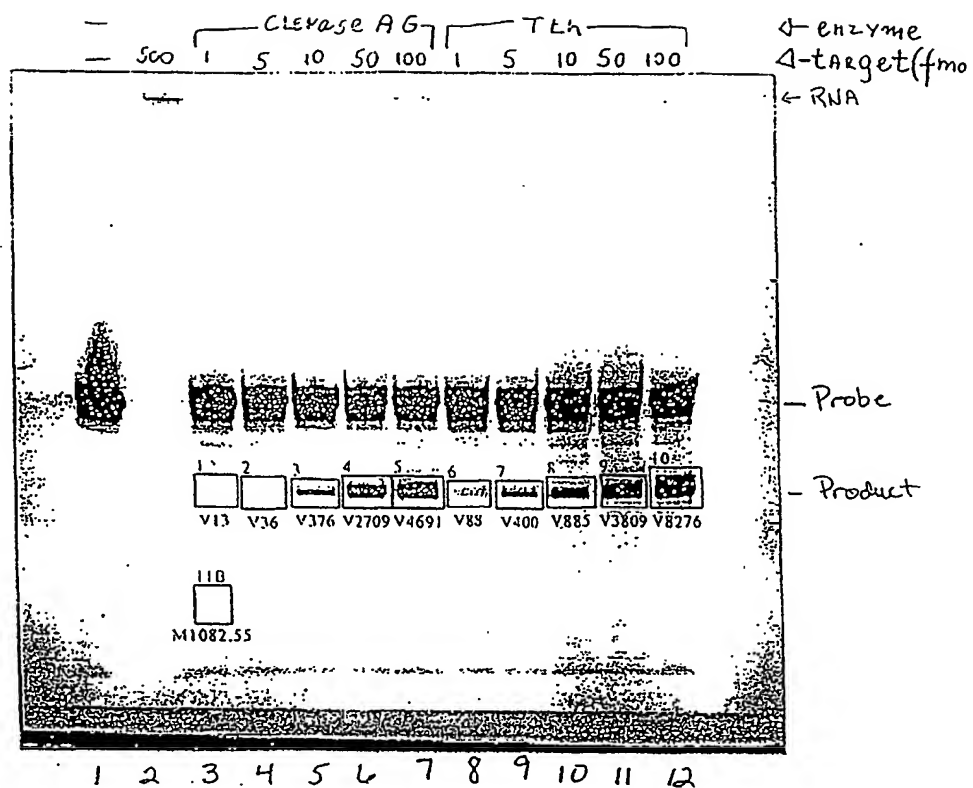 — Clevase AG Tth ◁ enzyme
— 500 1 5 10 50 100 1 5 10 50 100 ◁ target(fmo
← RNA
— Probe
1 2 3 4 5 6 7 8 9 10
- Product
V13 V36 V376 V2709 V4691 V88 V400 V885 V3809 V8276
11B
M1082.55
1 2 3 4 5 6 7 8 9 10 11 12